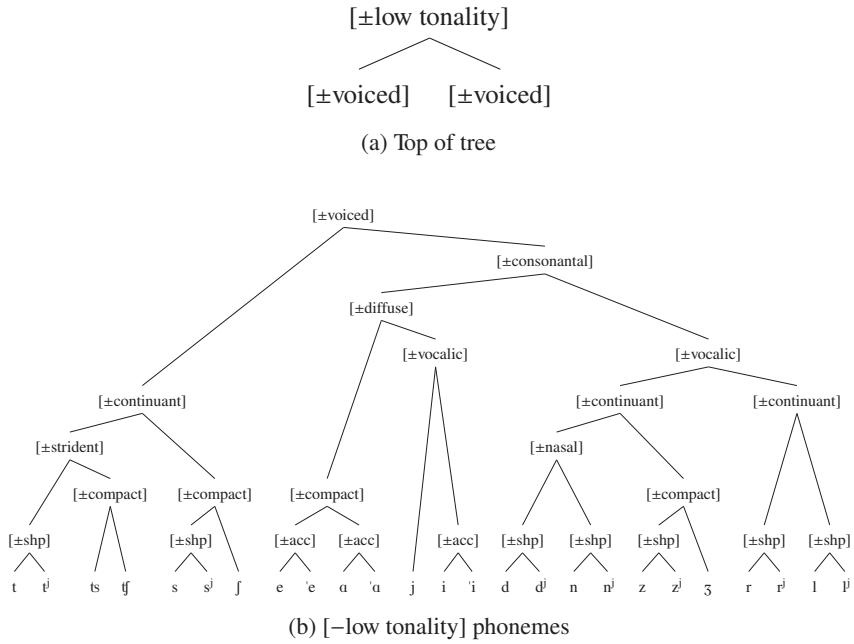 [±low tonality]
[±voiced] [±voiced]
(a) Top of tree
[±voiced]
[±consonantal]
[±diffuse]
[±vocalic] [±vocalic]
[±continuant] [±continuant] [±continuant]
[±strident] [±nasal]
[±compact] [±compact] [±compact] [±compact]
[±shp] [±shp] [±acc] [±acc] [±acc] [±shp] [±shp] [±shp] [±shp] [±shp]
t tʲ ʦ ʧ s sʲ ʃ e ˈe ɑ ˈɑ j i ˈi d dʲ n nʲ z zʲ ʒ r rʲ l lʲ
(b) [−low tonality] phonemes